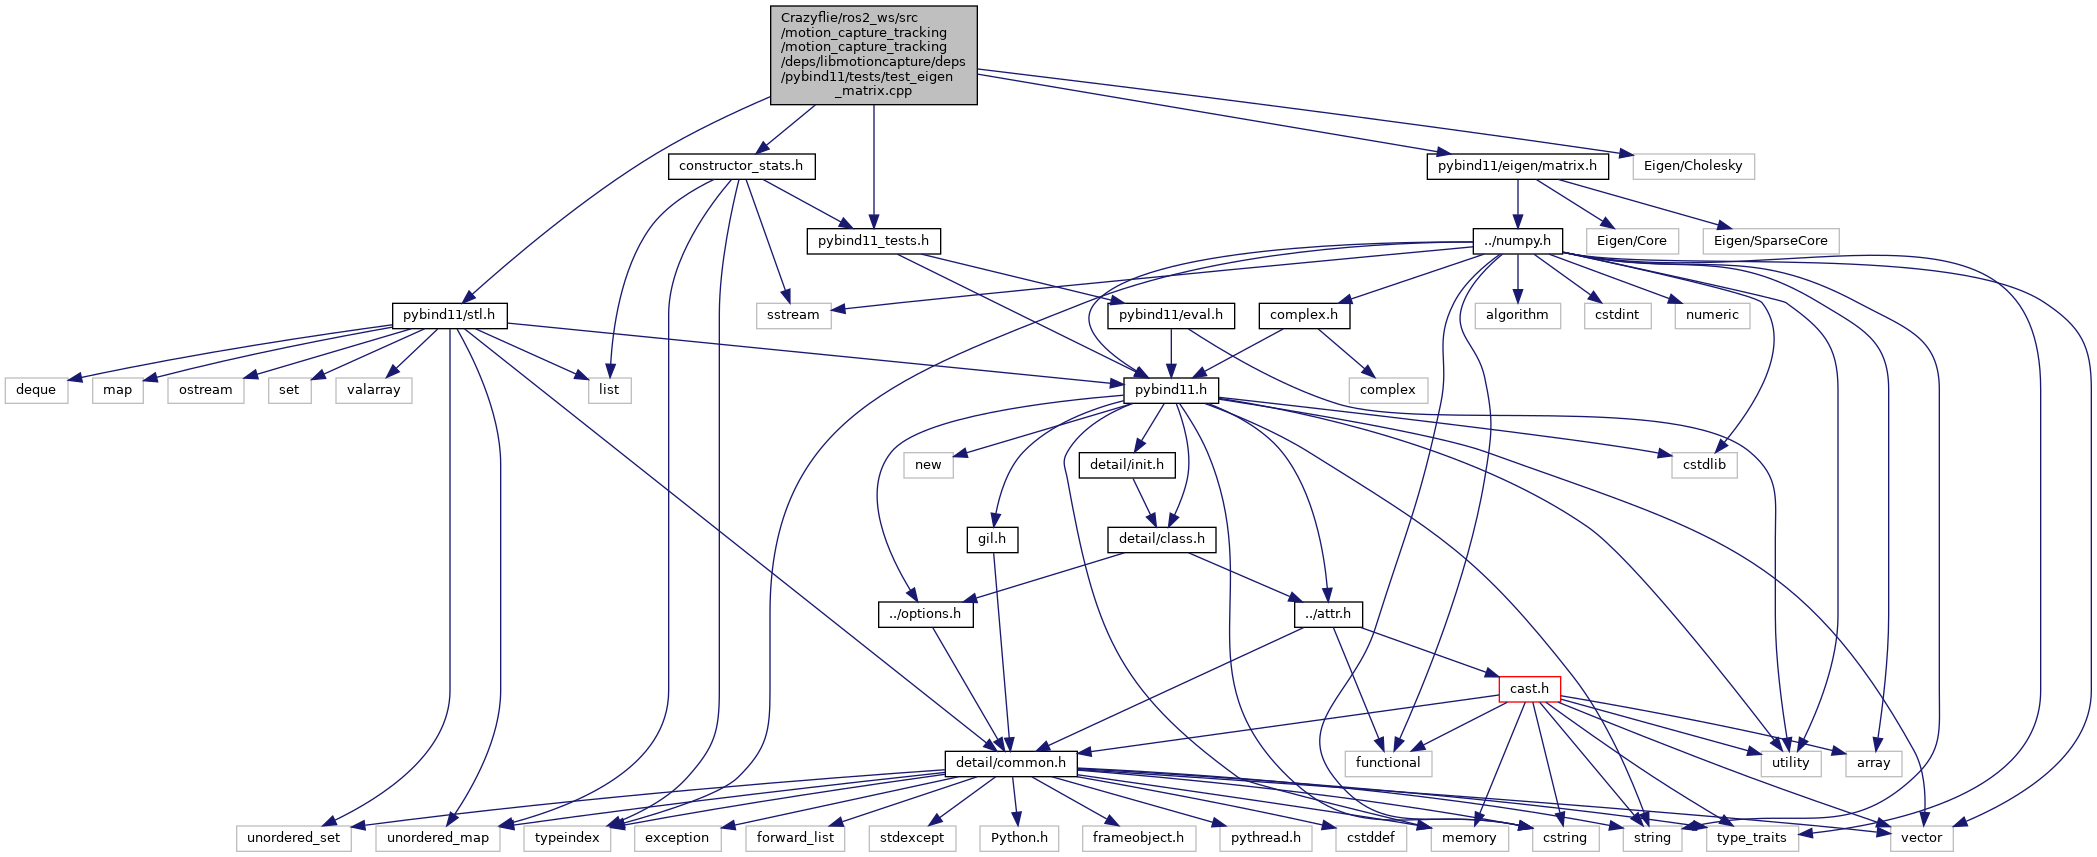 Crazyflie/ros2_ws/src
/motion_capture_tracking
/motion_capture_tracking
/deps/libmotioncapture/deps
/pybind11/tests/test_eigen
_matrix.cpp
constructor_stats.h
pybind11/eigen/matrix.h
Eigen/Cholesky
pybind11_tests.h
../numpy.h
Eigen/Core
Eigen/SparseCore
pybind11/stl.h
sstream
pybind11/eval.h
complex.h
algorithm
cstdint
numeric
deque
map
ostream
set
valarray
list
pybind11.h
complex
new
detail/init.h
cstdlib
gil.h
detail/class.h
../options.h
../attr.h
cast.h
detail/common.h
functional
utility
array
unordered_set
unordered_map
typeindex
exception
forward_list
stdexcept
Python.h
frameobject.h
pythread.h
cstddef
memory
cstring
string
type_traits
vector